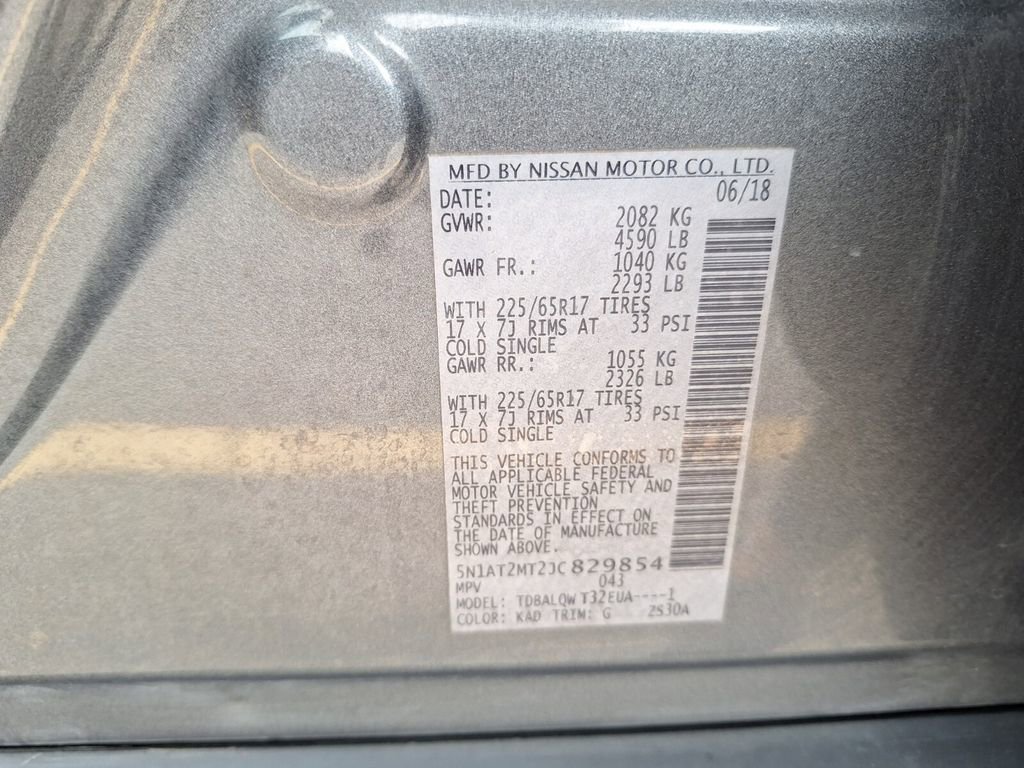 MFD BY NISSAN MOTOR CO., LTD.
DATE: 06/18
GVWR: 2082 KG
4590 LB
GAWR FR.: 1040 KG
2293 LB
WITH 225/65R17 TIRES
17 X 7J RIMS AT 33 PSI
COLD SINGLE
GAWR RR.: 1055 KG
2326 LB
WITH 225/65R17 TIRES
17 X 7J RIMS AT 33 PSI
COLD SINGLE
THIS VEHICLE CONFORMS TO
ALL APPLICABLE FEDERAL
MOTOR VEHICLE SAFETY AND
THEFT PREVENTION
STANDARDS IN EFFECT ON
THE DATE OF MANUFACTURE
SHOWN ABOVE.
5N1AT2MT2JC829854
MPV 043
MODEL: TDBALQW T32EUA----1
COLOR: KAD TRIM: G 2S30A